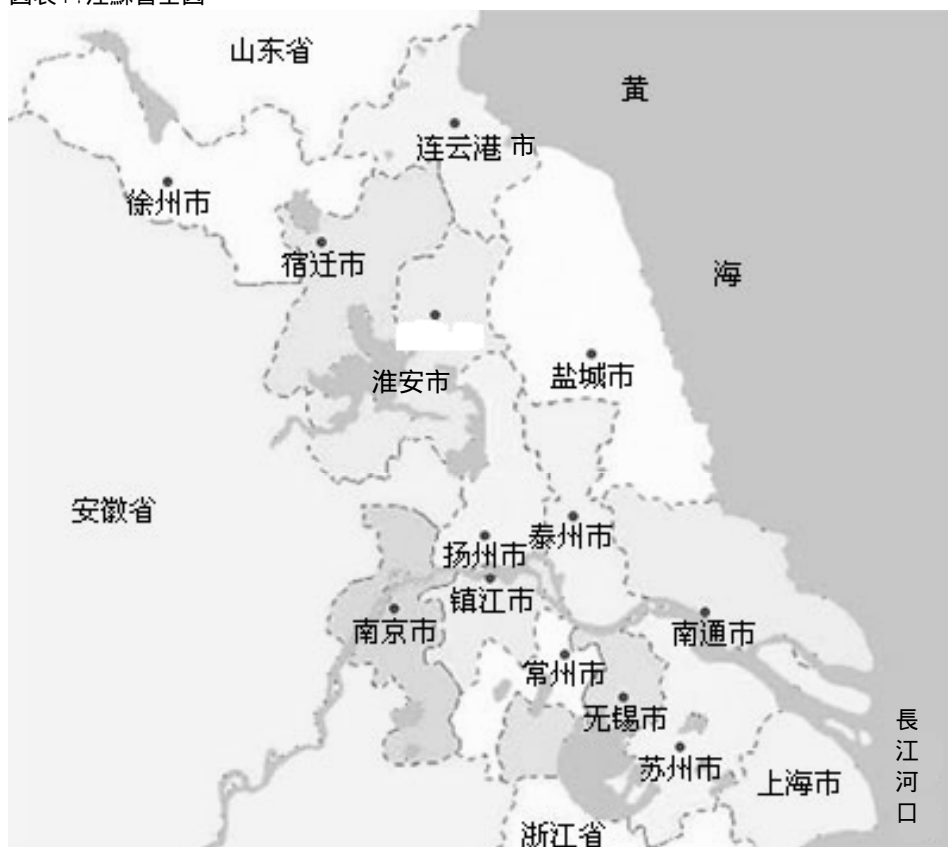 山东省
黄
连云港市
徐州市
宿迁市
海
盐城市
淮安市
安徽省
泰州市
扬州市
镇江市
南京市
南通市
常州市
无锡市
長江河口
苏州市
上海市
浙江省